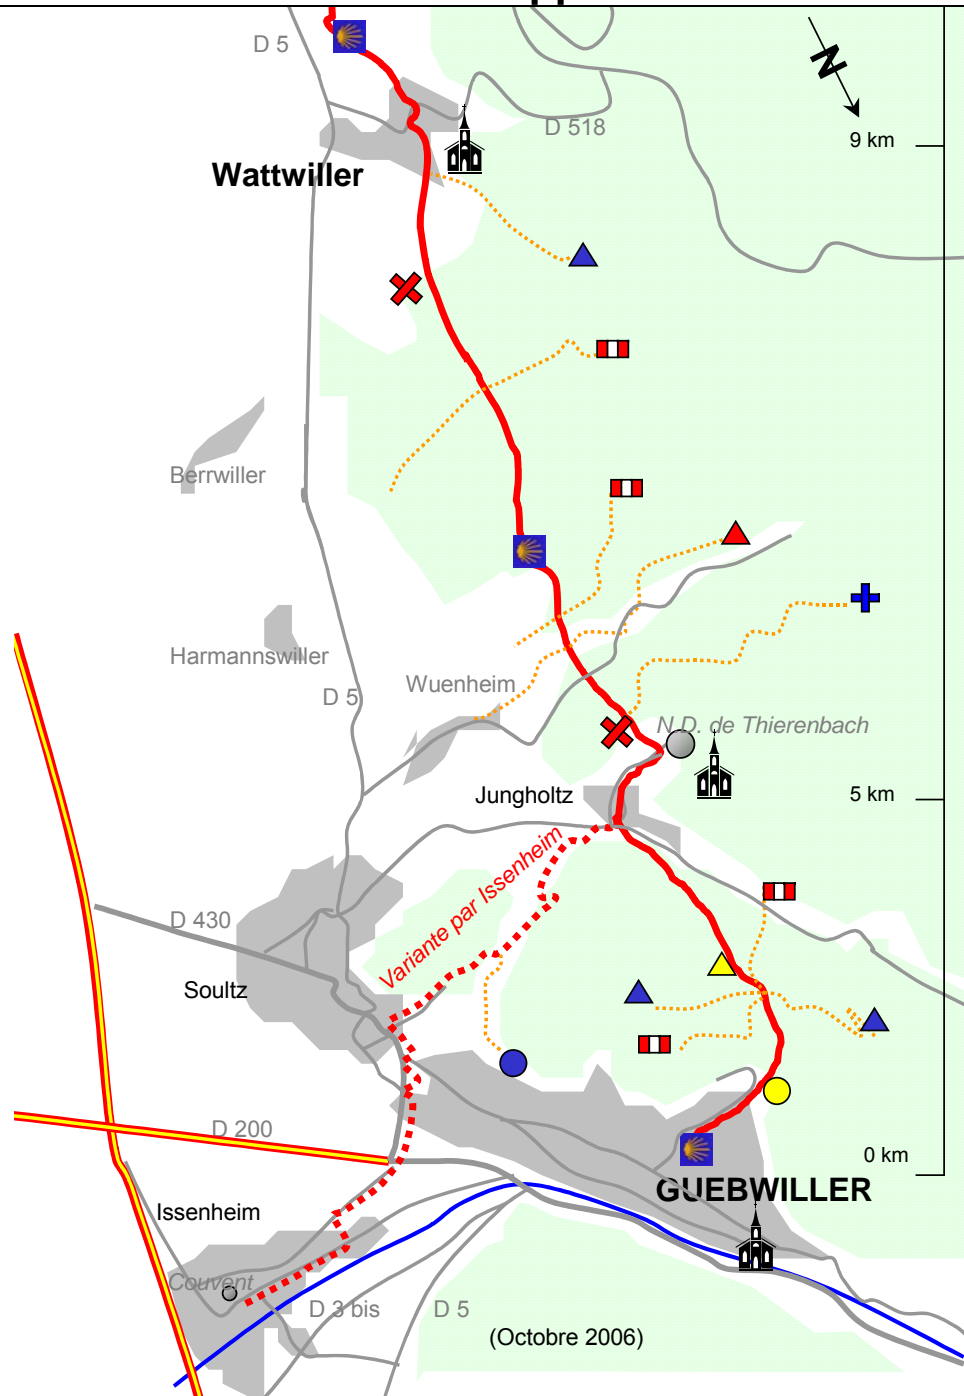 D 5
N
D 518
9 km
Wattwiller
Berrwiller
Harmannswiller
D 5
Wuenheim
N.D. de Thierenbach
Jungholtz
5 km
Variante par Issenheim
D 430
Soultz
D 200
0 km
GUEBWILLER
Issenheim
Couvent
D 3 bis
D 5
(Octobre 2006)